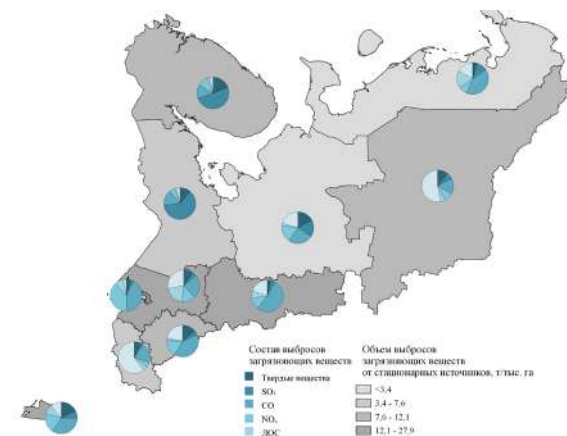 Состав выбросов
загрязняющих веществ
Твердые вещества
SO₂
CO
NOₓ
ЛОС
Объем выбросов
загрязняющих веществ
от стационарных источников, т/тыс. га
<3,4
3,4 - 7,6
7,6 - 12,1
12,1 - 27,9